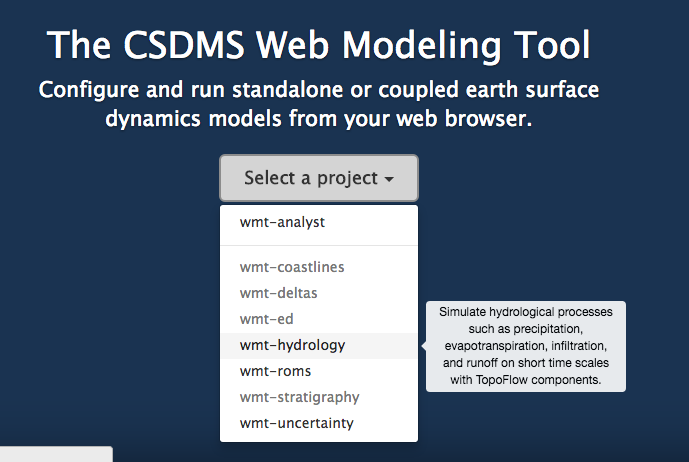 The CSDMS Web Modeling Tool
Configure and run standalone or coupled earth surface
dynamics models from your web browser.
Select a project
wmt-analyst
wmt-coastlines
wmt-deltas
wmt-ed
wmt-hydrology
Simulate hydrological processes
such as precipitation,
evapotranspiration, infiltration,
and runoff on short time scales
with TopoFlow components.
wmt-roms
wmt-stratigraphy
wmt-uncertainty